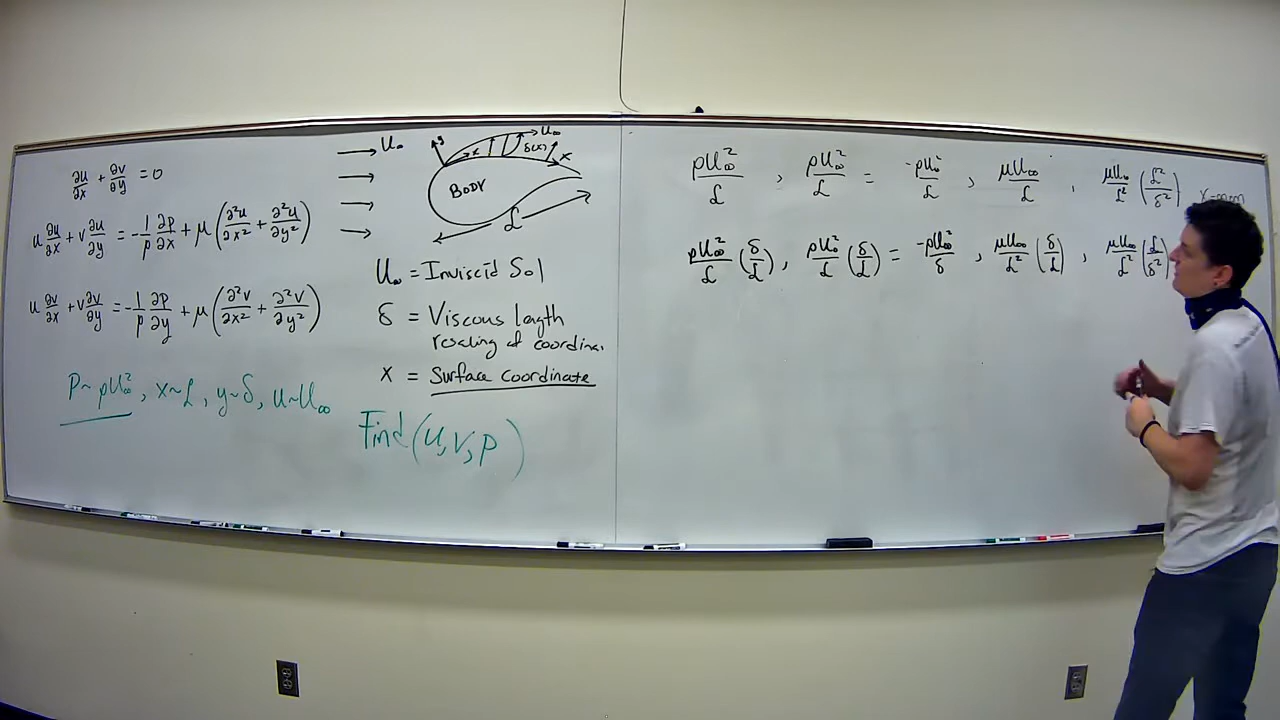 ∂u/∂x + ∂v/∂y = 0
u ∂u/∂x + v ∂u/∂y = -1/ρ ∂p/∂x + μ(∂²u/∂x² + ∂²u/∂y²)
u ∂v/∂x + v ∂v/∂y = -1/ρ ∂p/∂y + μ(∂²v/∂x² + ∂²v/∂y²)
P~ρU∞², x~L, y~δ, u~U∞
U∞
y
x
U∞
δ(x)
x
BODY
L
U∞ = Inviscid Sol
δ = Viscous length
rescaling of coordina.
x = Surface coordinate
Find (u,v,p)
ρU∞²/L , ρU∞²/L = -ρU∞²/L , μU∞/L , μU∞/L² (L²/δ²) x-mom
ρU∞²/L (δ/L), ρU∞²/L (δ/L) = -ρU∞²/δ , μU∞/L² (δ/L) , μU∞/L² (L/δ²)